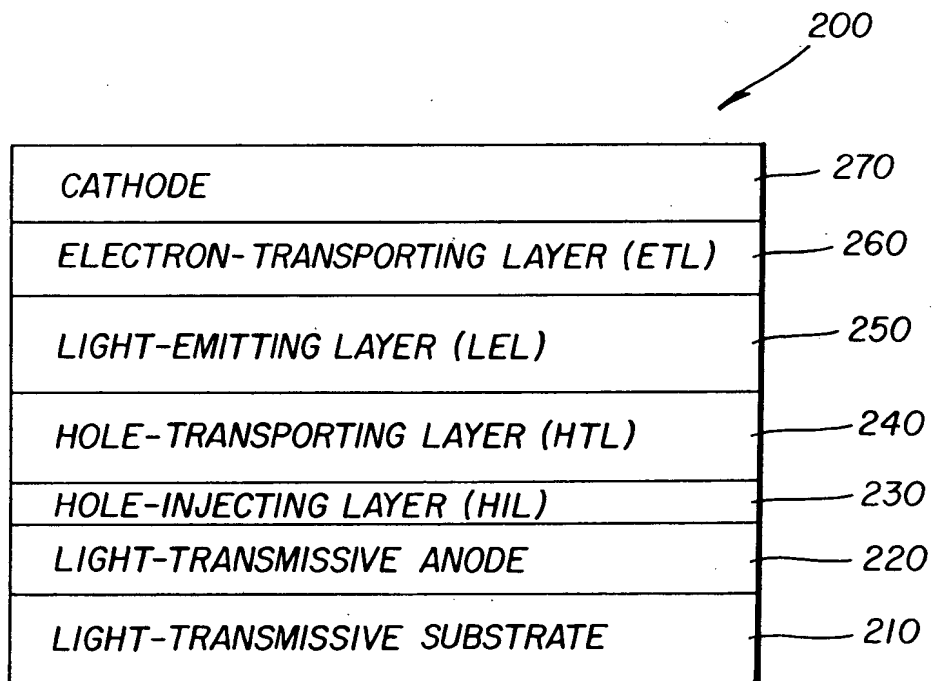 200
CATHODE 270
ELECTRON-TRANSPORTING LAYER (ETL) 260
LIGHT-EMITTING LAYER (LEL) 250
HOLE-TRANSPORTING LAYER (HTL) 240
HOLE-INJECTING LAYER (HIL) 230
LIGHT-TRANSMISSIVE ANODE 220
LIGHT-TRANSMISSIVE SUBSTRATE 210